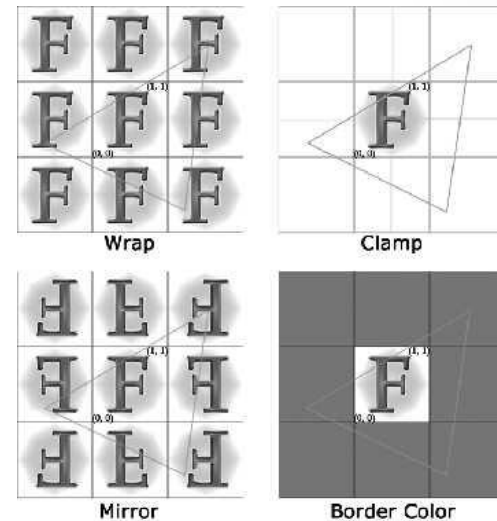 F F F
(1, 1)
F F F
(0, 0)
F F F
Wrap
(1, 1)
F
(0, 0)
Clamp
F F F
(1, 1)
F F F
(0, 0)
F F F
Mirror
(1, 1)
F
(0, 0)
Border Color